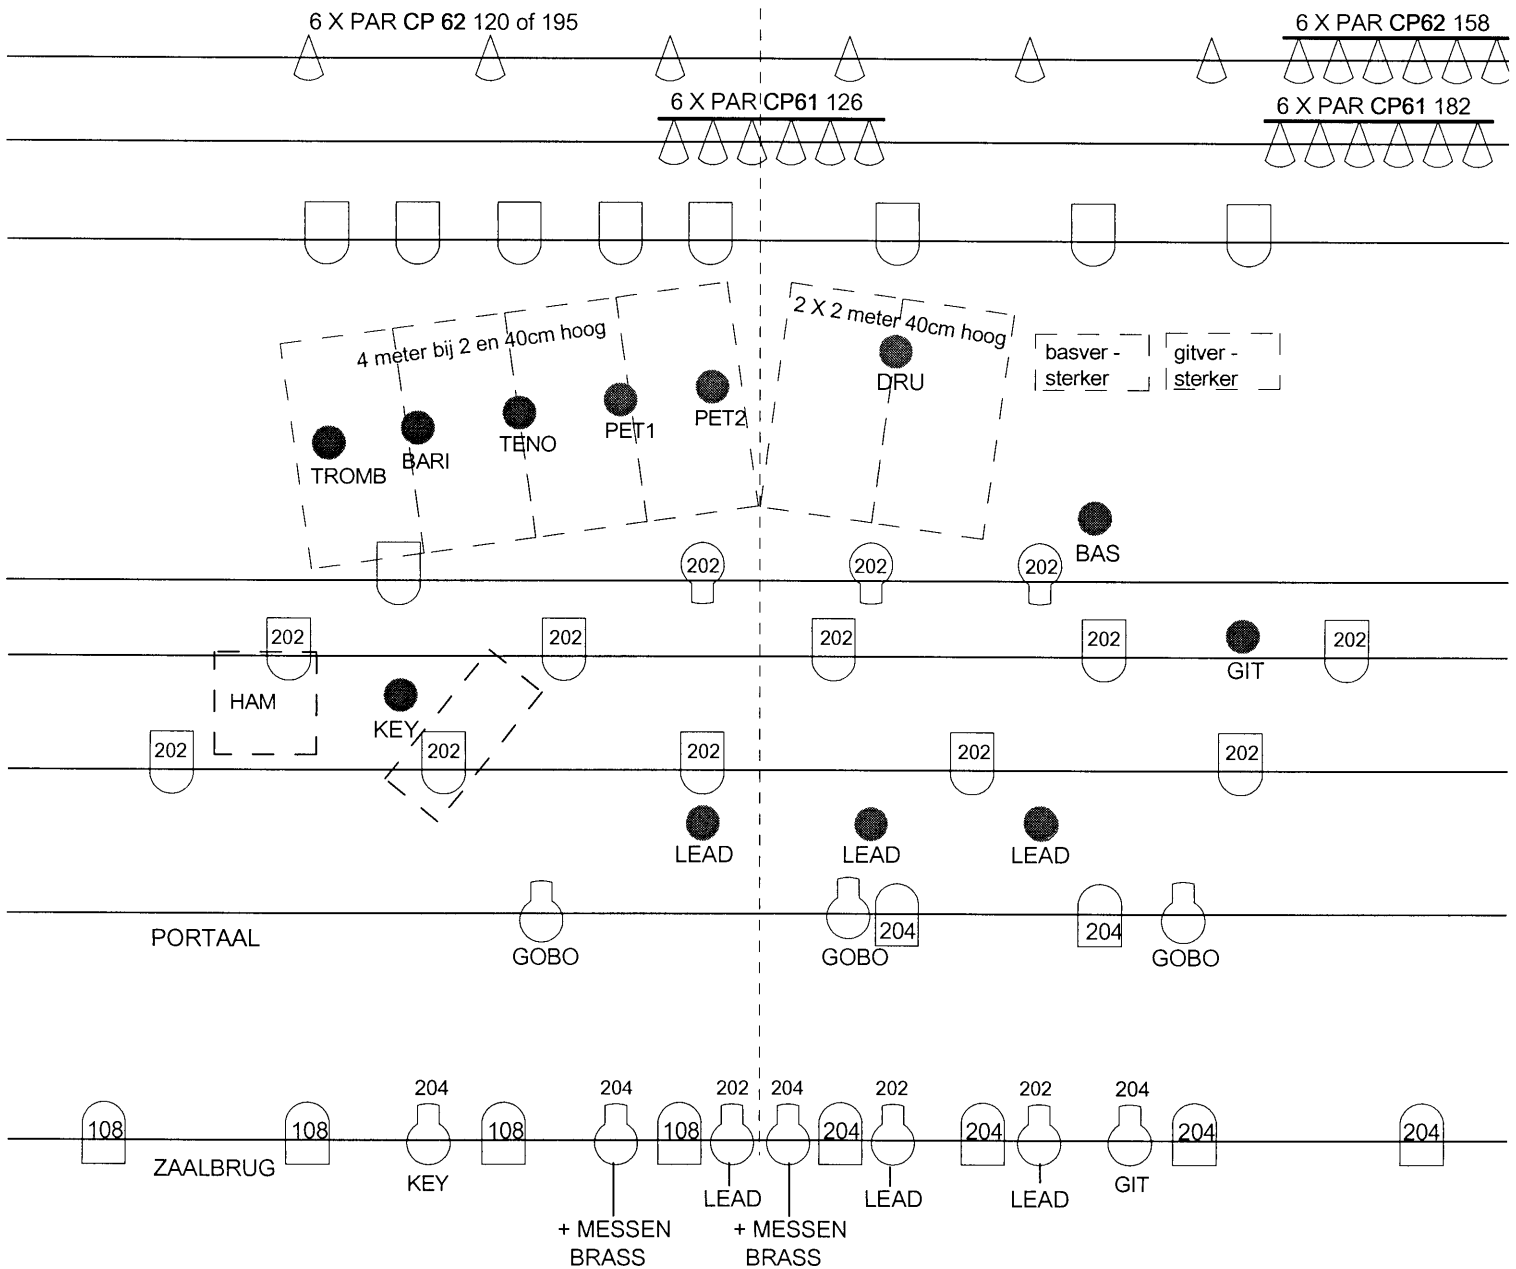 6 X PAR CP 62 120 of 195
6 X PAR CP62 158
6 X PAR CP61 126
6 X PAR CP61 182
4 meter bij 2 en 40cm hoog
2 X 2 meter 40cm hoog
basver -
sterker
gitver -
sterker
DRU
PET2
PET1
TENO
BARI
TROMB
BAS
202
202
202
202
202
202
202
202
GIT
HAM
KEY
202
202
202
202
202
LEAD
LEAD
LEAD
PORTAAL
GOBO
GOBO
204
204
GOBO
204
204
202
204
202
202
204
108
108
108
108
204
204
204
204
ZAALBRUG
KEY
LEAD
LEAD
LEAD
GIT
+ MESSEN
BRASS
+ MESSEN
BRASS